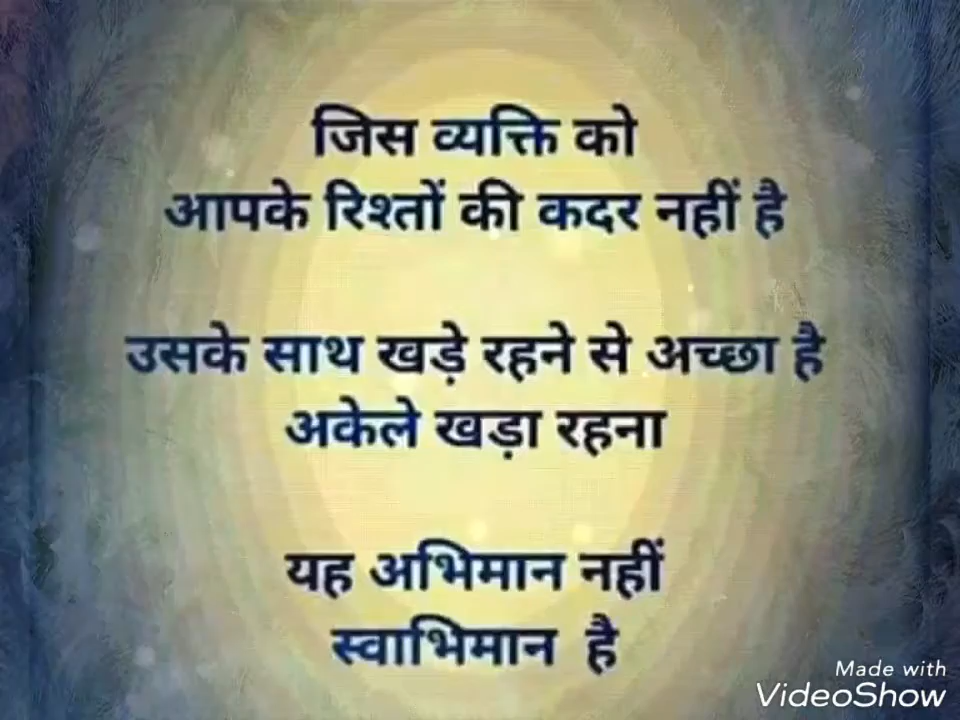 जिस व्यक्ति को
आपके रिश्तों की कदर नहीं है
उसके साथ खड़े रहने से अच्छा है
अकेले खड़ा रहना
यह अभिमान नहीं
स्वाभिमान है
Made with
VideoShow